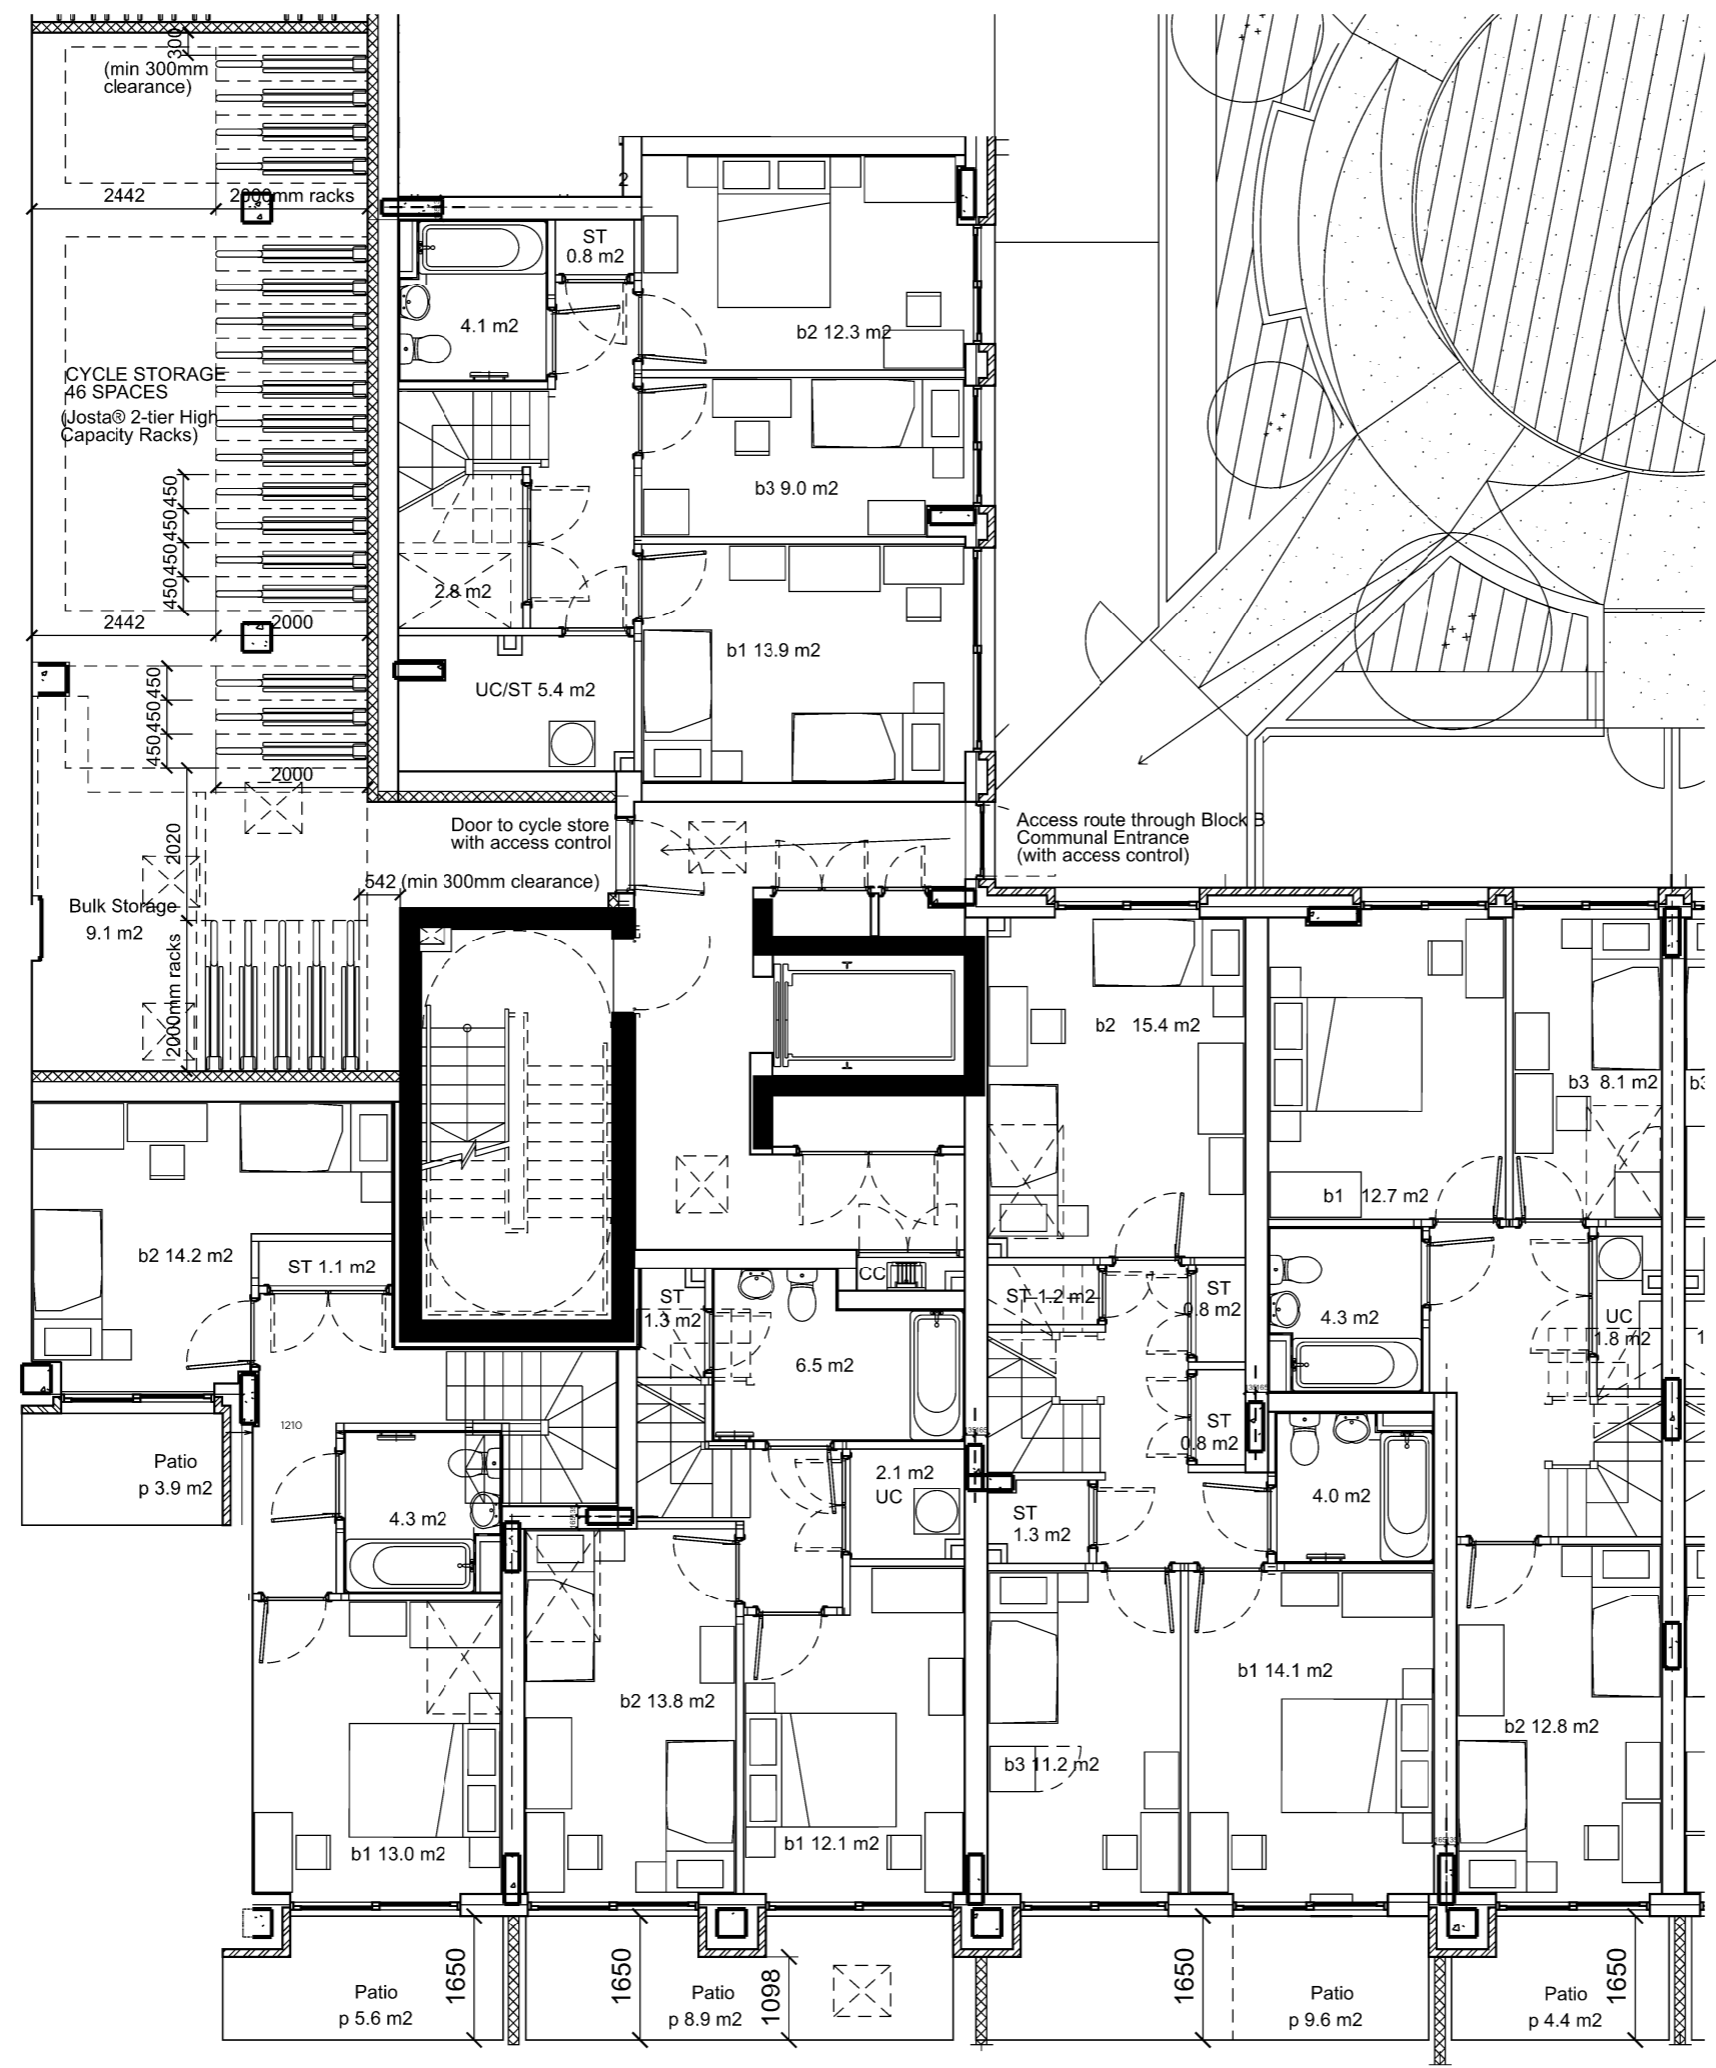 300
(min 300mm
clearance)
2442
2000mm racks
2
ST
0.8 m2
4.1 m2
b2 12.3 m2
CYCLE STORAGE
46 SPACES
(Josta® 2-tier High
Capacity Racks)
b3 9.0 m2
450
450
450
450
2.8 m2
2442
2000
b1 13.9 m2
450
450
450
UC/ST 5.4 m2
2000
Door to cycle store
with access control
Access route through Block B
Communal Entrance
(with access control)
2020
542 (min 300mm clearance)
Bulk Storage
9.1 m2
2000mm racks
b2 15.4 m2
b3 8.1 m2
b3
b1 12.7 m2
b2 14.2 m2
ST 1.1 m2
CC
ST
1.3 m2
ST 1.2 m2
ST
0.8 m2
4.3 m2
UC
1.8 m2
1
6.5 m2
1210
ST
0.8 m2
Patio
p 3.9 m2
2.1 m2
UC
4.0 m2
4.3 m2
ST
1.3 m2
b1 14.1 m2
b2 13.8 m2
b2 12.8 m2
b3 11.2 m2
b1 12.1 m2
b1 13.0 m2
Patio
p 5.6 m2
1650
1650
Patio
p 8.9 m2
1098
1650
Patio
p 9.6 m2
Patio
p 4.4 m2
1650